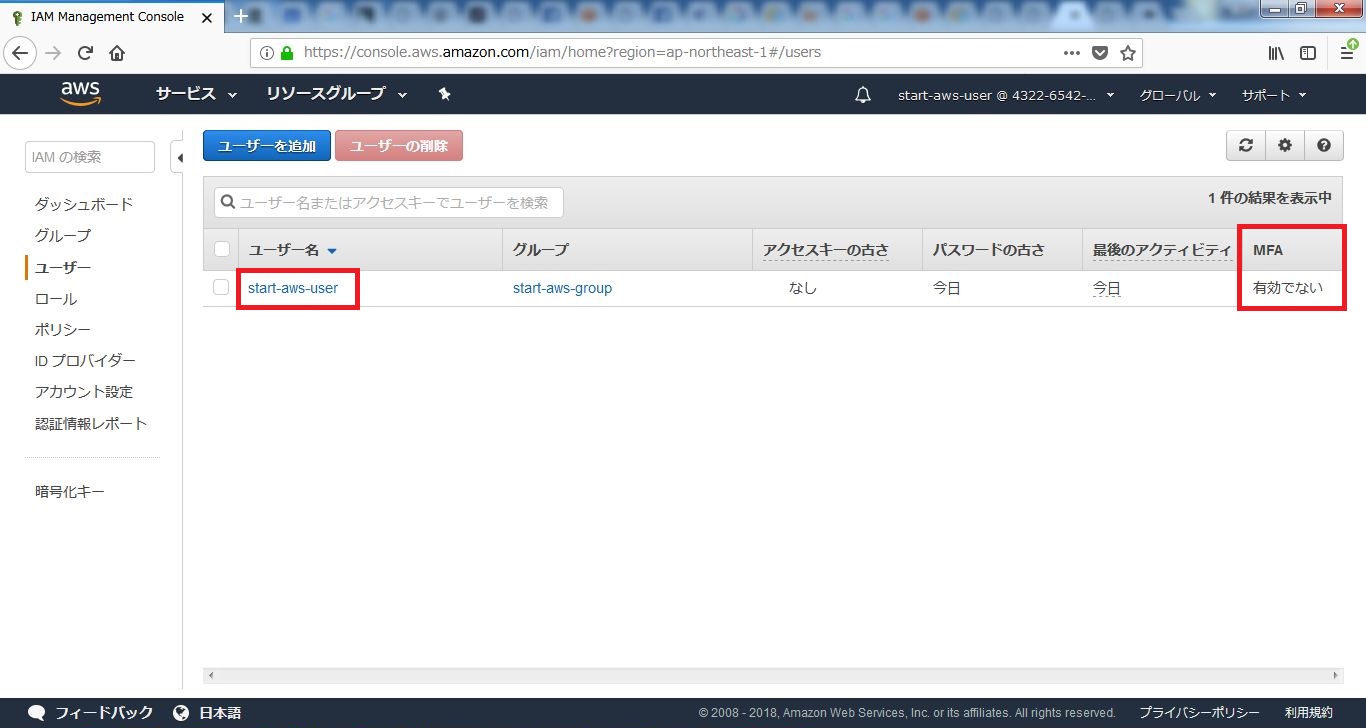 IAM Management Console
https://console.aws.amazon.com/iam/home?region=ap-northeast-1#/users
aws サービス リソースグループ start-aws-user @ 4322-6542-... グローバル サポート
IAM の検索
ダッシュボード
グループ
ユーザー
ロール
ポリシー
ID プロバイダー
アカウント設定
認証情報レポート
暗号化キー
ユーザーを追加 ユーザーの削除
ユーザー名またはアクセスキーでユーザーを検索 1 件の結果を表示中
ユーザー名 グループ アクセスキーの古さ パスワードの古さ 最後のアクティビティ MFA
start-aws-user start-aws-group なし 今日 今日 有効でない
フィードバック 日本語 © 2008 - 2018, Amazon Web Services, Inc. or its affiliates. All rights reserved. プライバシーポリシー 利用規約